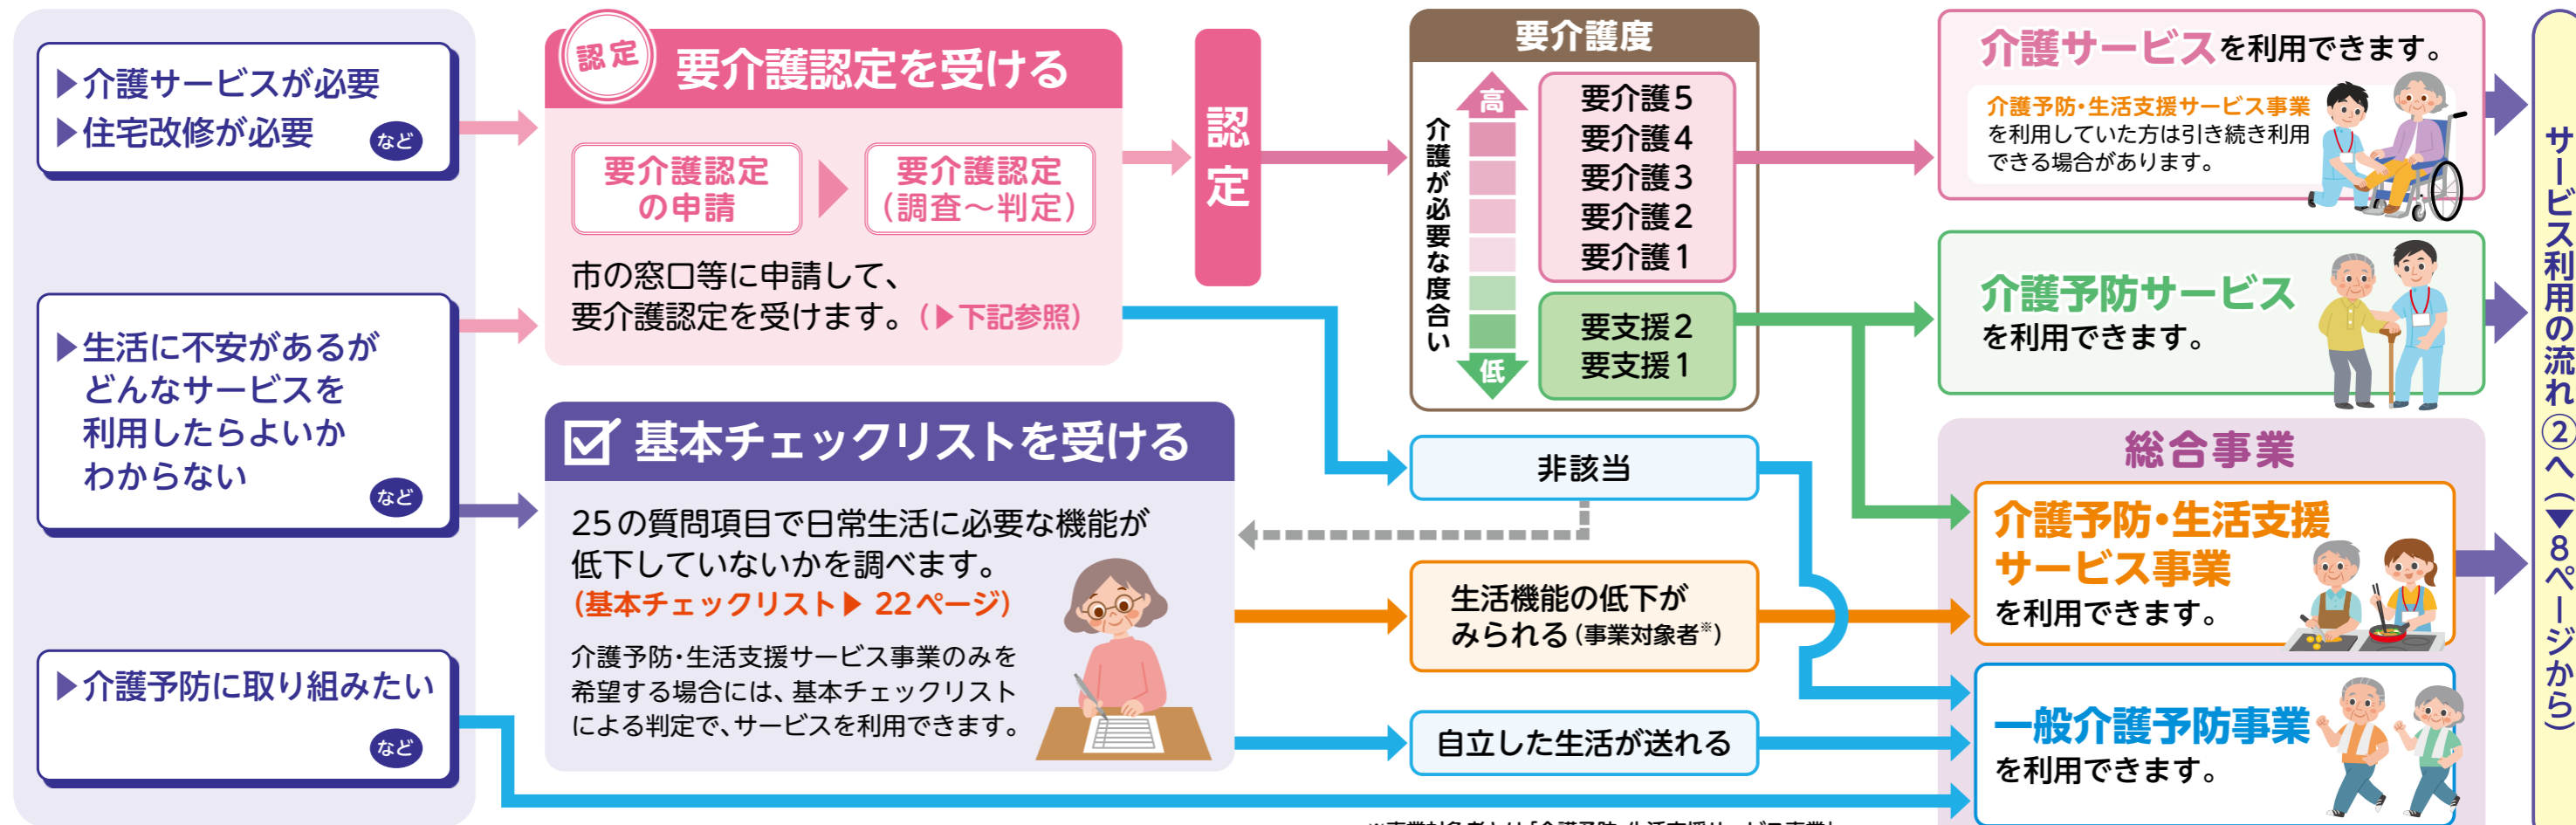 ▶介護サービスが必要
▶住宅改修が必要
など
▶生活に不安があるが
どんなサービスを
利用したらよいか
わからない
など
▶介護予防に取り組みたい
など
認定
要介護認定を受ける
要介護認定
の申請
要介護認定
(調査～判定)
市の窓口等に申請して、
要介護認定を受けます。(▶下記参照)
基本チェックリストを受ける
25の質問項目で日常生活に必要な機能が
低下していないかを調べます。
(基本チェックリスト▶ 22ページ)
介護予防・生活支援サービス事業のみを
希望する場合には、基本チェックリスト
による判定で、サービスを利用できます。
認定
要介護度
介護が必要な度合い
高
低
要介護5
要介護4
要介護3
要介護2
要介護1
要支援2
要支援1
非該当
生活機能の低下が
みられる(事業対象者※)
自立した生活が送れる
※事業対象者とは「介護予防・生活支援サービス事業」
介護サービスを利用できます。
介護予防・生活支援サービス事業
を利用していた方は引き続き利用
できる場合があります。
介護予防サービス
を利用できます。
総合事業
介護予防・生活支援
サービス事業
を利用できます。
一般介護予防事業
を利用できます。
サービス利用の流れ②へ(▼8ページから)